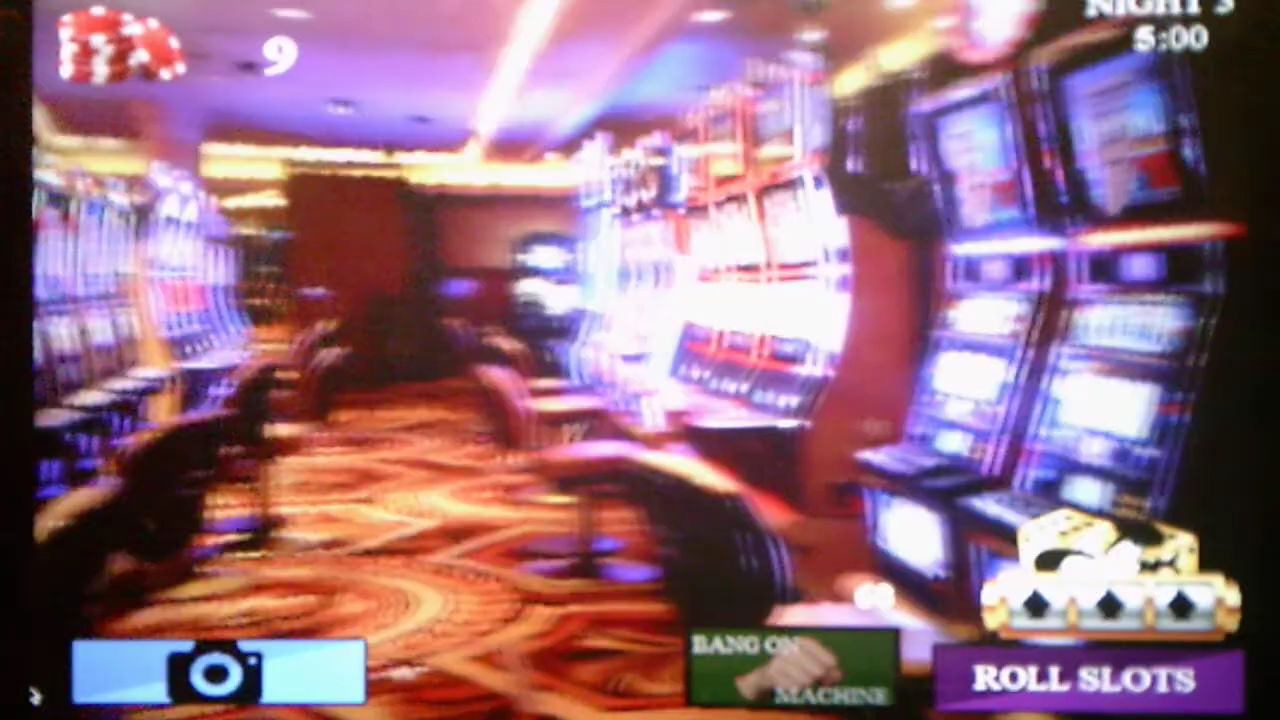 9
NIGHT 3
5:00
BANG ON
MACHINE
ROLL SLOTS